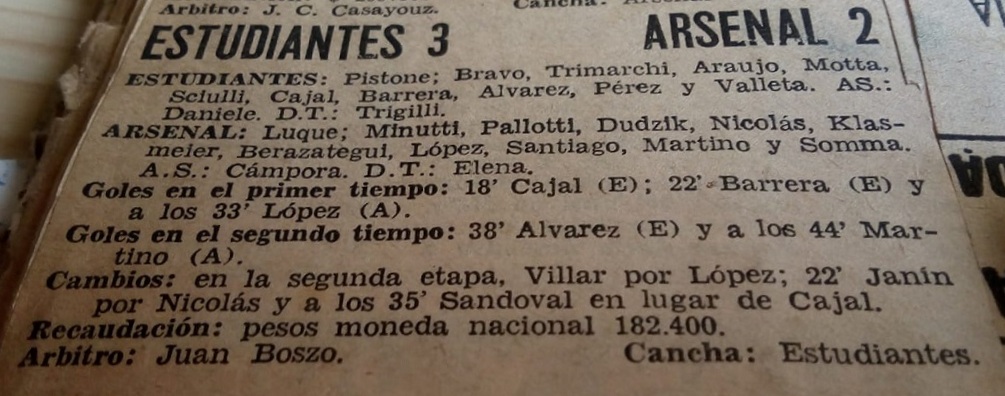 Arbitro: J. C. Casayouz.
Cancha:
ESTUDIANTES 3 ARSENAL 2
ESTUDIANTES: Pistone; Bravo, Trimarchi, Araujo, Motta,
Sciulli, Cajal, Barrera, Alvarez, Pérez y Valleta. AS.:
Daniele. D.T.: Trigilli.
ARSENAL: Luque; Minutti, Pallotti, Dudzik, Nicolás, Klas-
meier, Berazategui, López, Santiago, Martino y Somma.
A.S.: Cámpora. D.T.: Elena.
Goles en el primer tiempo: 18' Cajal (E); 22' Barrera (E) y
a los 33' López (A).
Goles en el segundo tiempo: 38' Alvarez (E) y a los 44' Mar-
tino (A).
Cambios: en la segunda etapa, Villar por López; 22' Janín
por Nicolás y a los 35' Sandoval en lugar de Cajal.
Recaudación: pesos moneda nacional 182.400.
Arbitro: Juan Boszo. Cancha: Estudiantes.